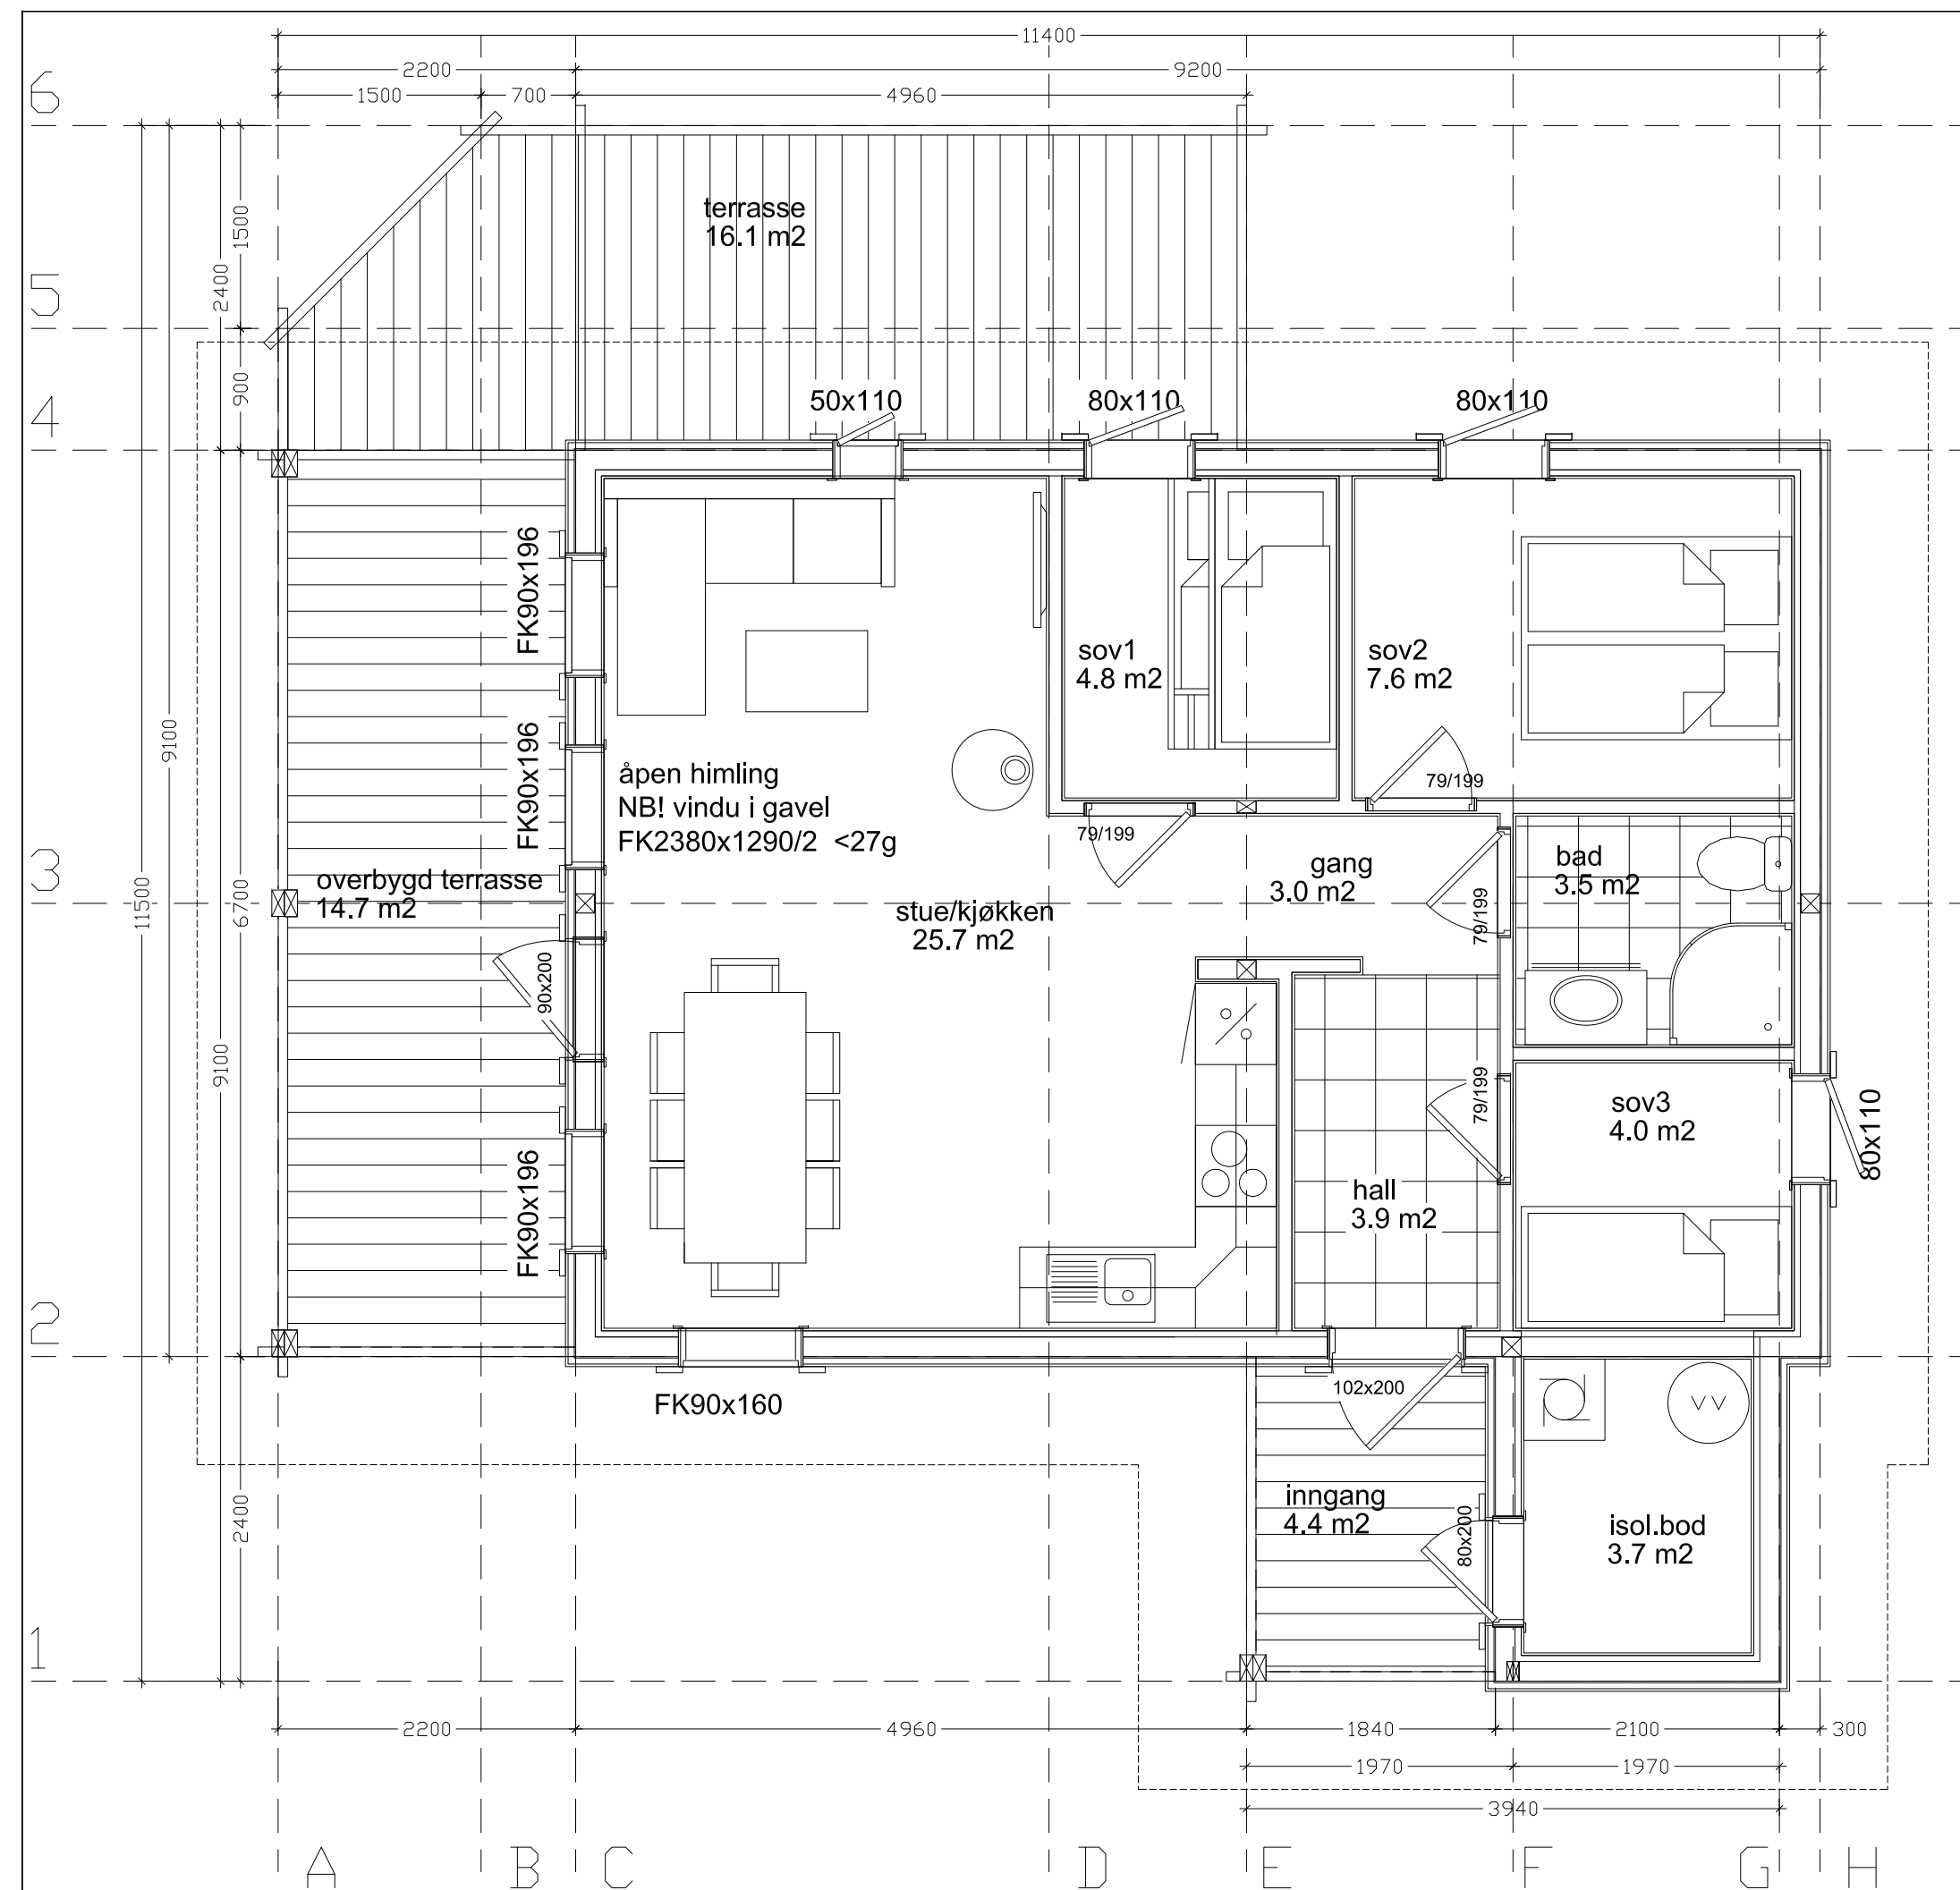 11400
2200
9200
1500
700
4960
6
terrasse
16.1 m2
1500
2400
5
900
4
50x110
80x110
80x110
FK90x196
sov1
4.8 m2
sov2
7.6 m2
9100
FK90x196
åpen himling
NB! vindu i gavel
FK2380x1290/2 <27g
79/199
79/199
gang
3.0 m2
bad
3.5 m2
3
overbygd terrasse
14.7 m2
11500
6700
stue/kjøkken
25.7 m2
79/199
90x200
9100
79/199
sov3
4.0 m2
80x110
FK90x196
hall
3.9 m2
2
FK90x160
102x200
2400
inngang
4.4 m2
80x200
isol.bod
3.7 m2
1
2200
4960
1840
2100
300
1970
1970
3940
A
B
C
D
E
F
G
H